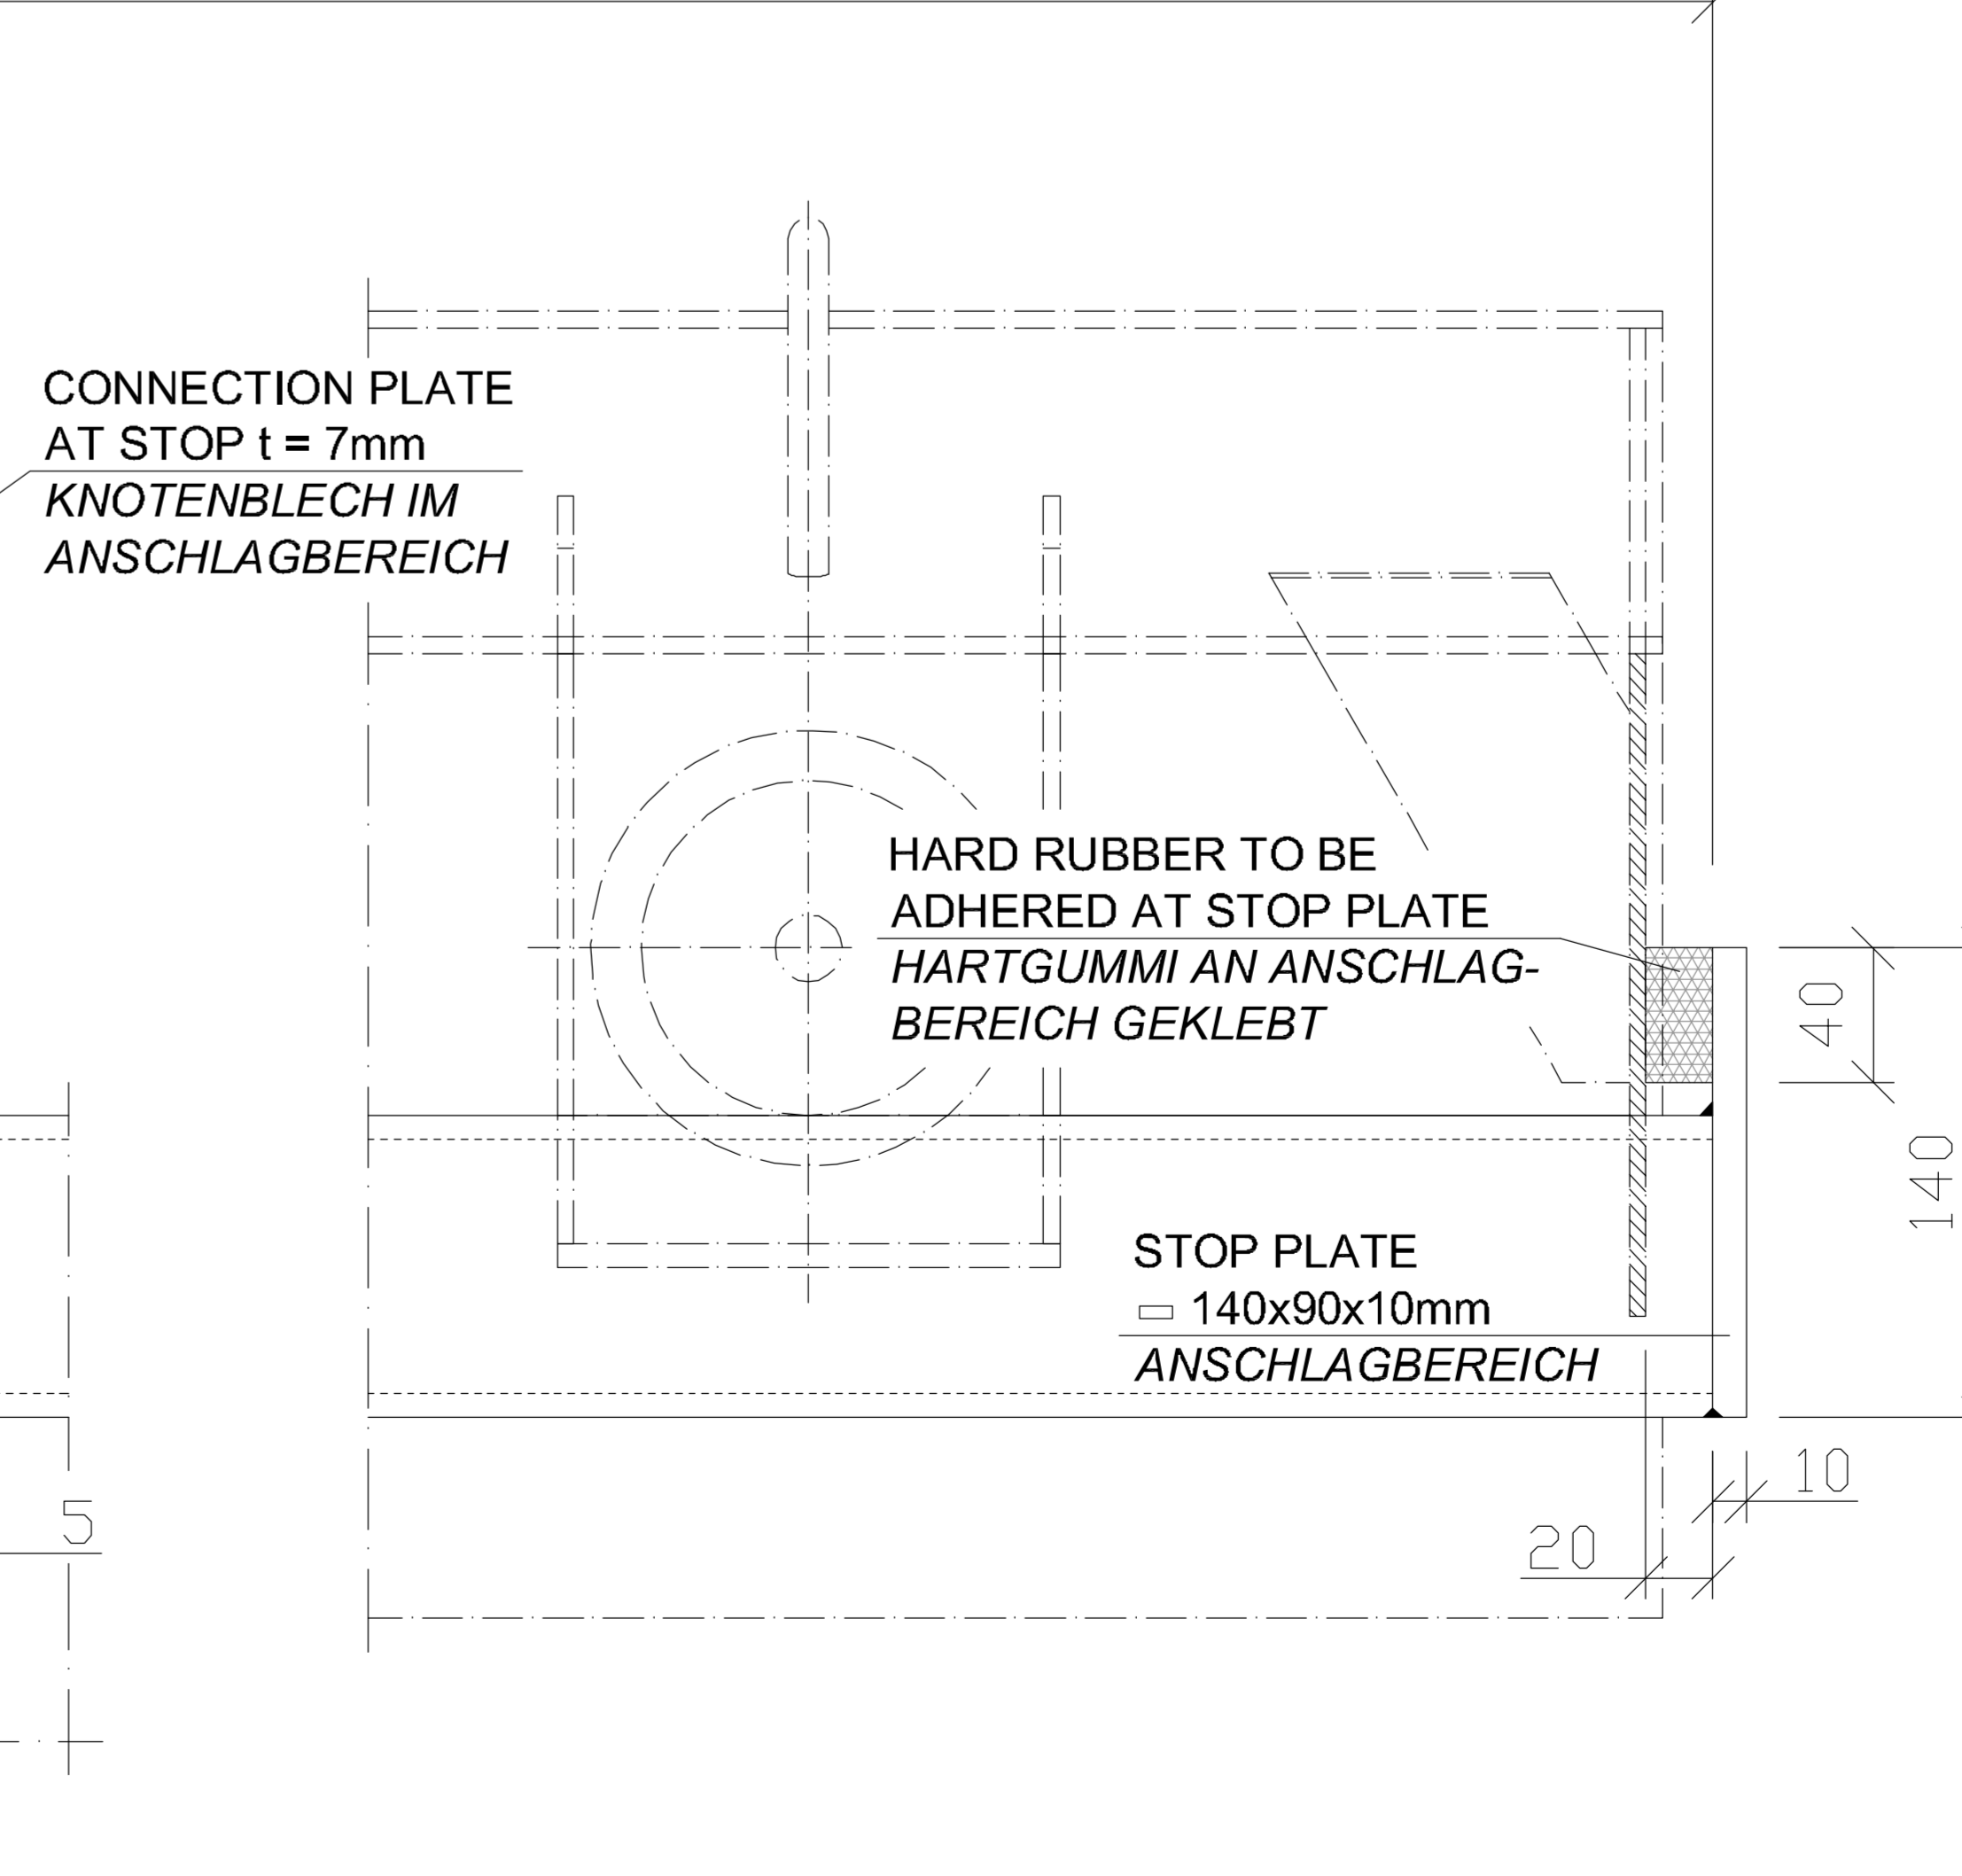 CONNECTION PLATE
AT STOP t = 7mm
KNOTENBLECH IM
ANSCHLAGBEREICH
HARD RUBBER TO BE
ADHERED AT STOP PLATE
HARTGUMMI AN ANSCHLAG-
BEREICH GEKLEBT
40
140
STOP PLATE
140x90x10mm
ANSCHLAGBEREICH
10
5
20